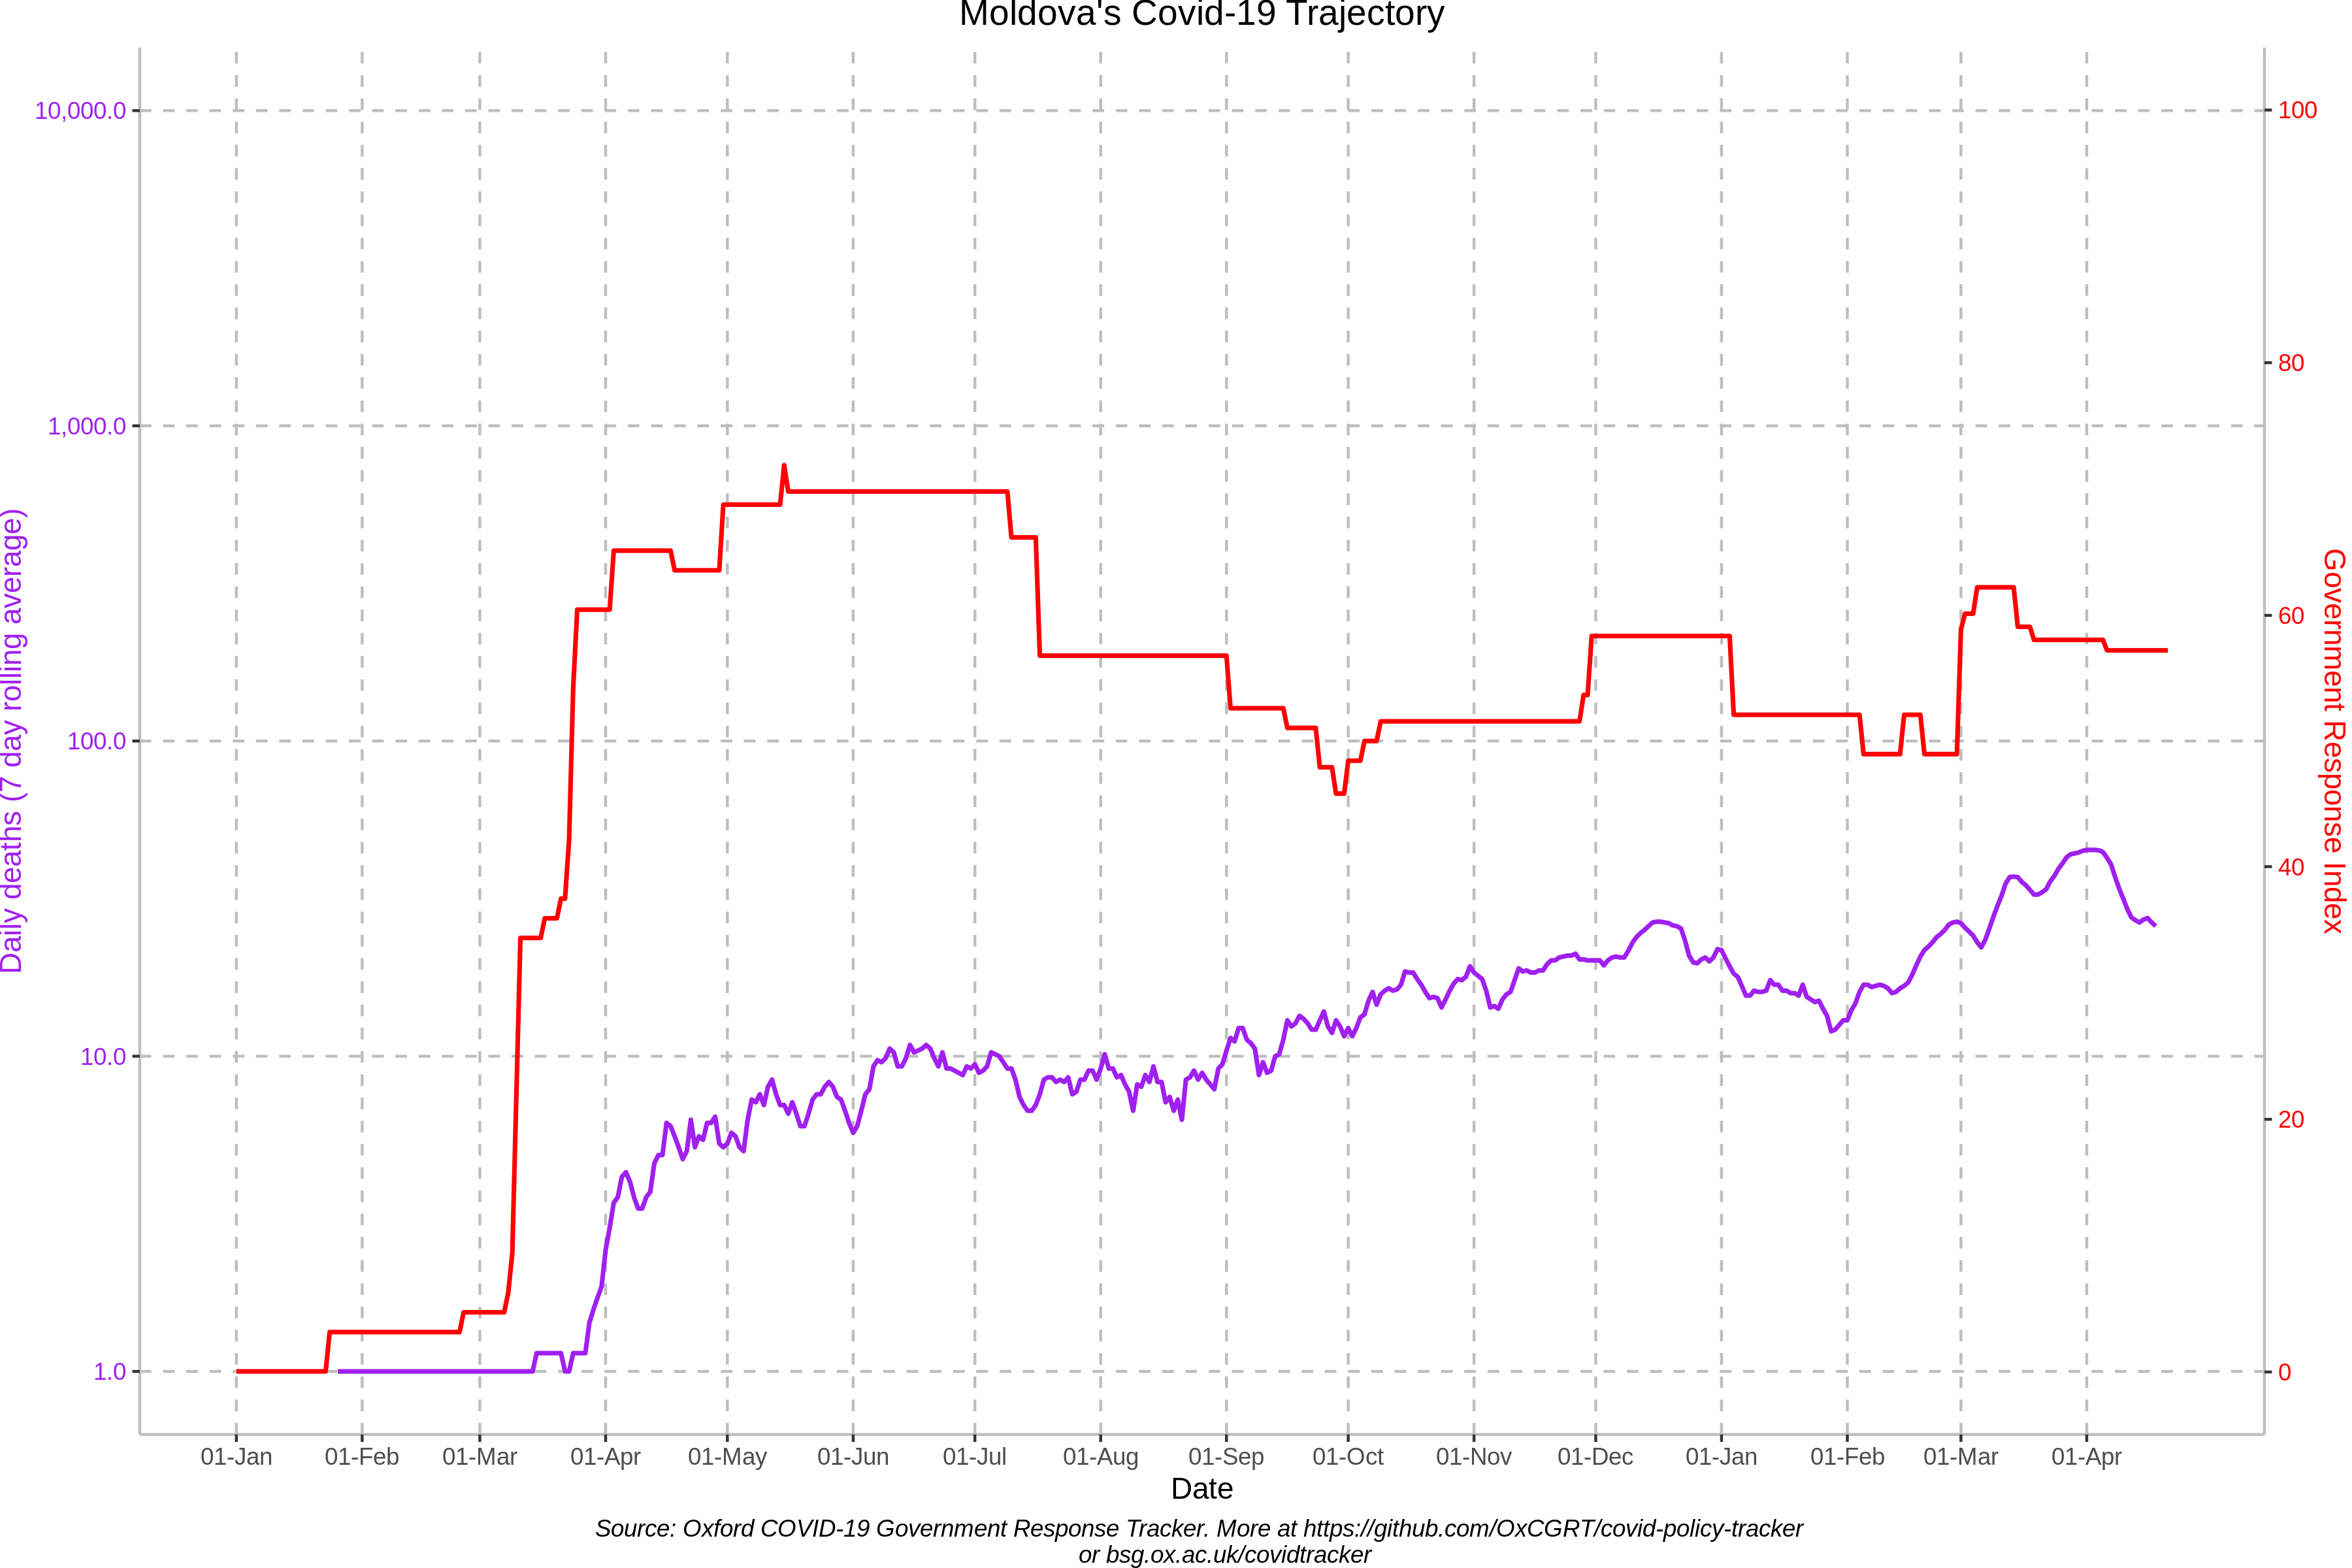 Moldova's Covid-19 Trajectory
10,000.0
1,000.0
100.0
10.0
1.0
Daily deaths (7 day rolling average)
100
80
60
40
20
0
Government Response Index
01-Jan 01-Feb 01-Mar 01-Apr 01-May 01-Jun 01-Jul 01-Aug 01-Sep 01-Oct 01-Nov 01-Dec 01-Jan 01-Feb 01-Mar 01-Apr
Date
Source: Oxford COVID-19 Government Response Tracker. More at https://github.com/OxCGRT/covid-policy-tracker
or bsg.ox.ac.uk/covidtracker